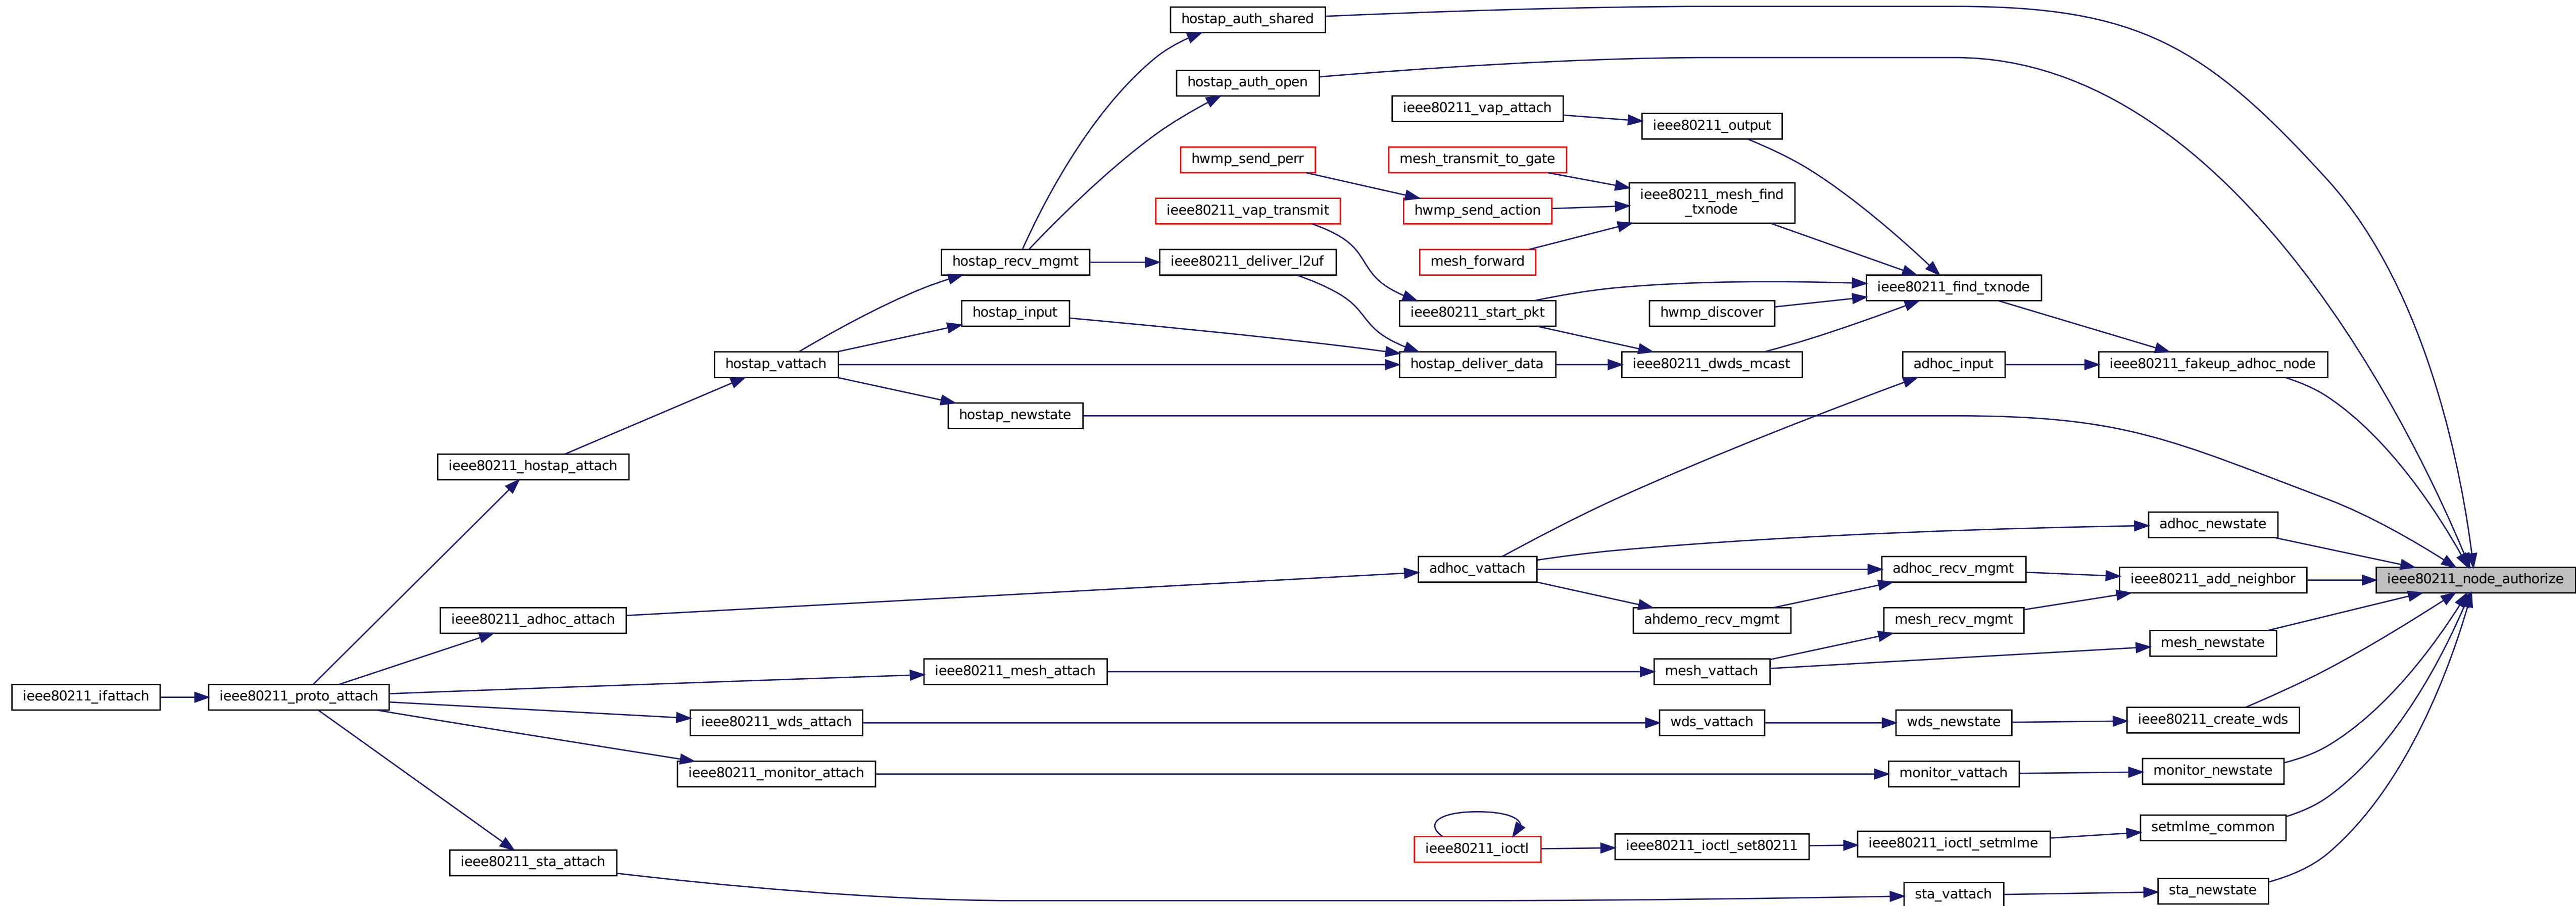 hostap_auth_shared
hostap_auth_open
ieee80211_vap_attach
ieee80211_output
hwmp_send_perr
mesh_transmit_to_gate
ieee80211_mesh_find
_txnode
ieee80211_vap_transmit
hwmp_send_action
hostap_recv_mgmt
ieee80211_deliver_l2uf
mesh_forward
ieee80211_find_txnode
hostap_input
ieee80211_start_pkt
hwmp_discover
hostap_vattach
hostap_deliver_data
ieee80211_dwds_mcast
adhoc_input
ieee80211_fakeup_adhoc_node
hostap_newstate
ieee80211_hostap_attach
adhoc_newstate
adhoc_vattach
adhoc_recv_mgmt
ieee80211_add_neighbor
ieee80211_node_authorize
ieee80211_adhoc_attach
ahdemo_recv_mgmt
mesh_recv_mgmt
mesh_newstate
ieee80211_mesh_attach
mesh_vattach
ieee80211_ifattach
ieee80211_proto_attach
ieee80211_wds_attach
wds_vattach
wds_newstate
ieee80211_create_wds
ieee80211_monitor_attach
monitor_vattach
monitor_newstate
setmlme_common
ieee80211_ioctl
ieee80211_ioctl_set80211
ieee80211_ioctl_setmlme
ieee80211_sta_attach
sta_vattach
sta_newstate